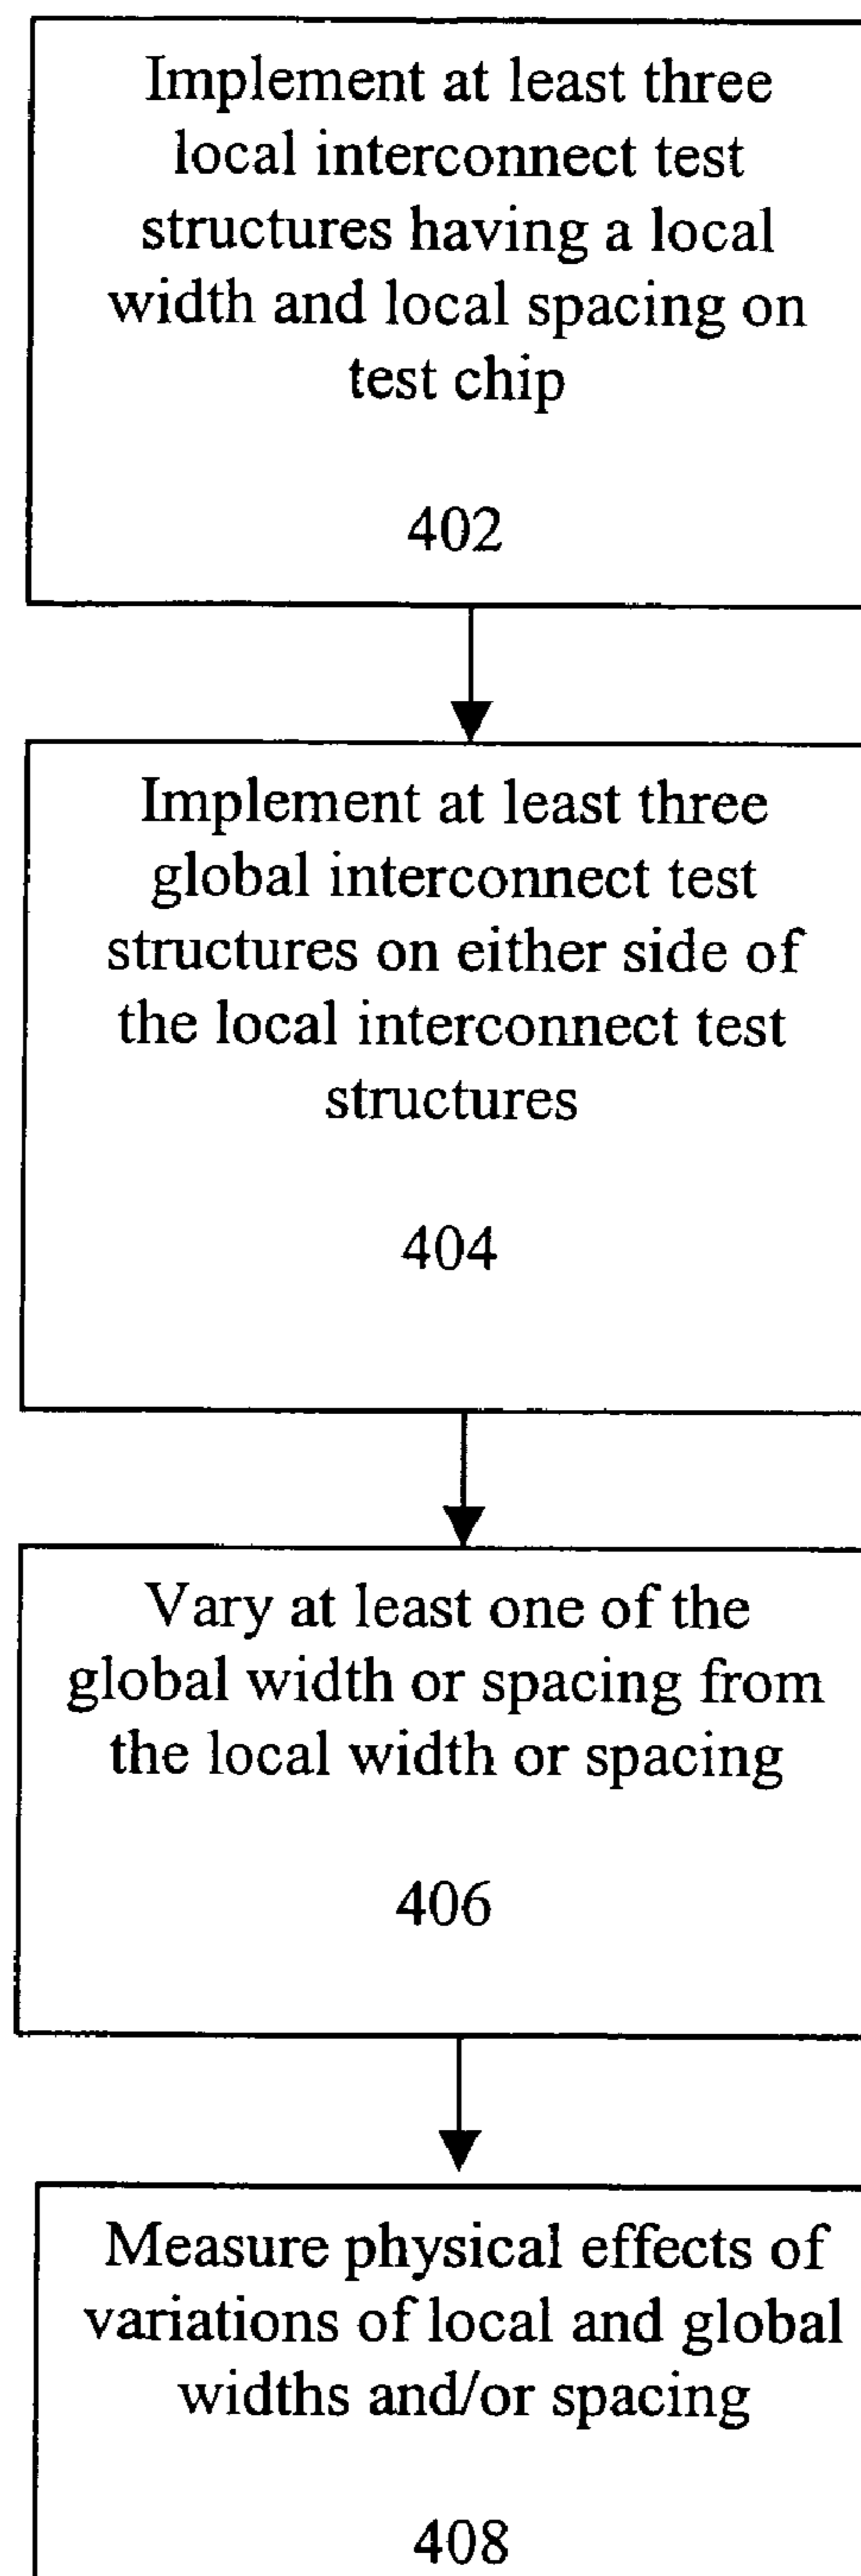 Implement at least three
local interconnect test
structures having a local
width and local spacing on
test chip
402
Implement at least three
global interconnect test
structures on either side of
the local interconnect test
structures
404
Vary at least one of the
global width or spacing from
the local width or spacing
406
Measure physical effects of
variations of local and global
widths and/or spacing
408